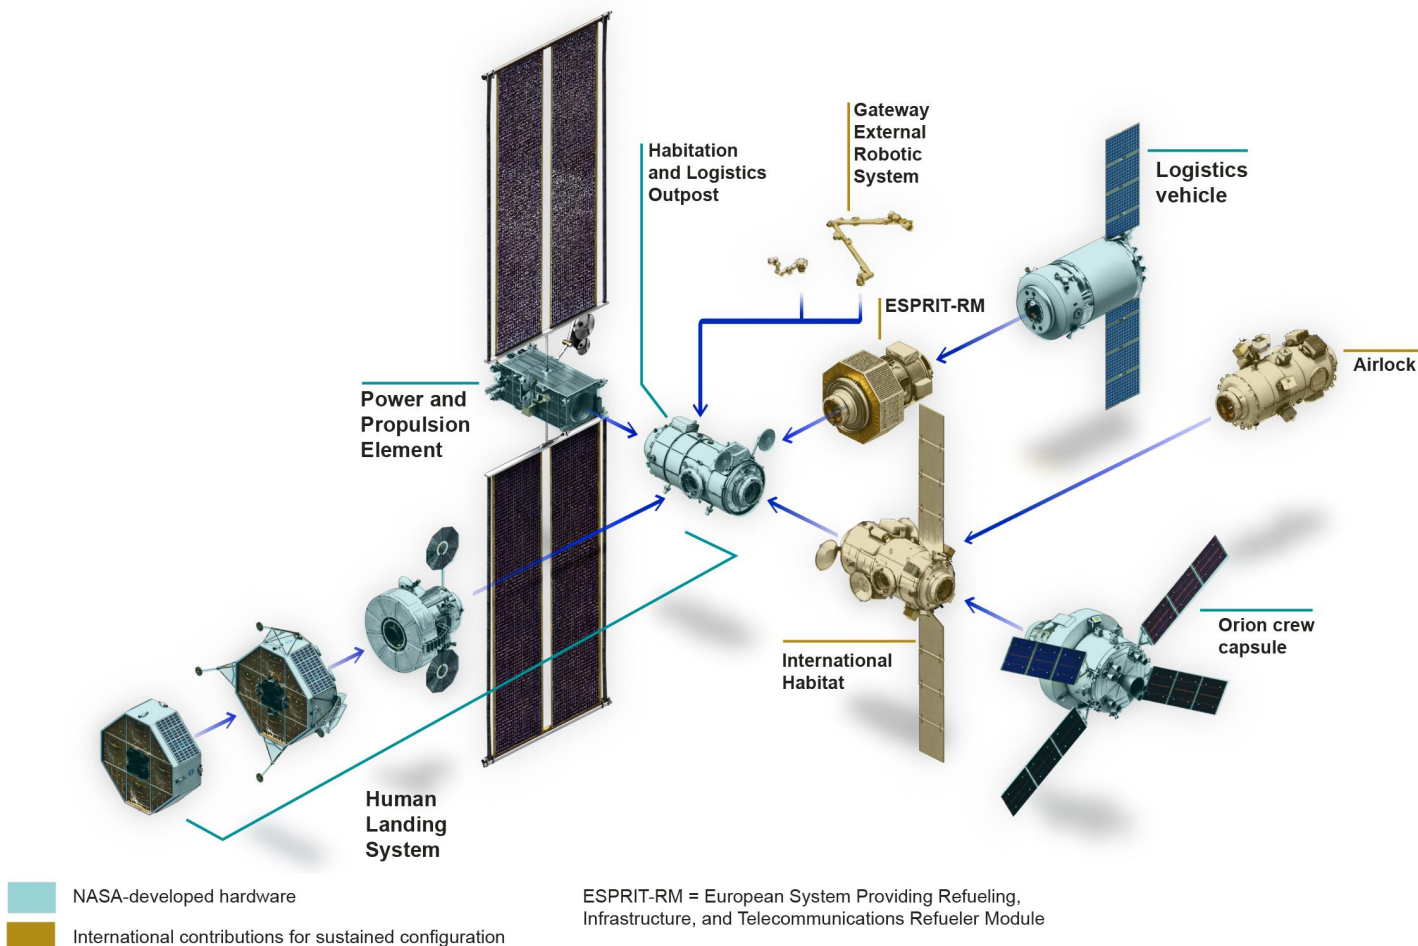 Gateway
External
Robotic
System
Habitation
and Logistics
Outpost
Logistics
vehicle
ESPRIT-RM
Airlock
Power and
Propulsion
Element
Orion crew
capsule
International
Habitat
Human
Landing
System
NASA-developed hardware
International contributions for sustained configuration
ESPRIT-RM = European System Providing Refueling,
Infrastructure, and Telecommunications Refueler Module